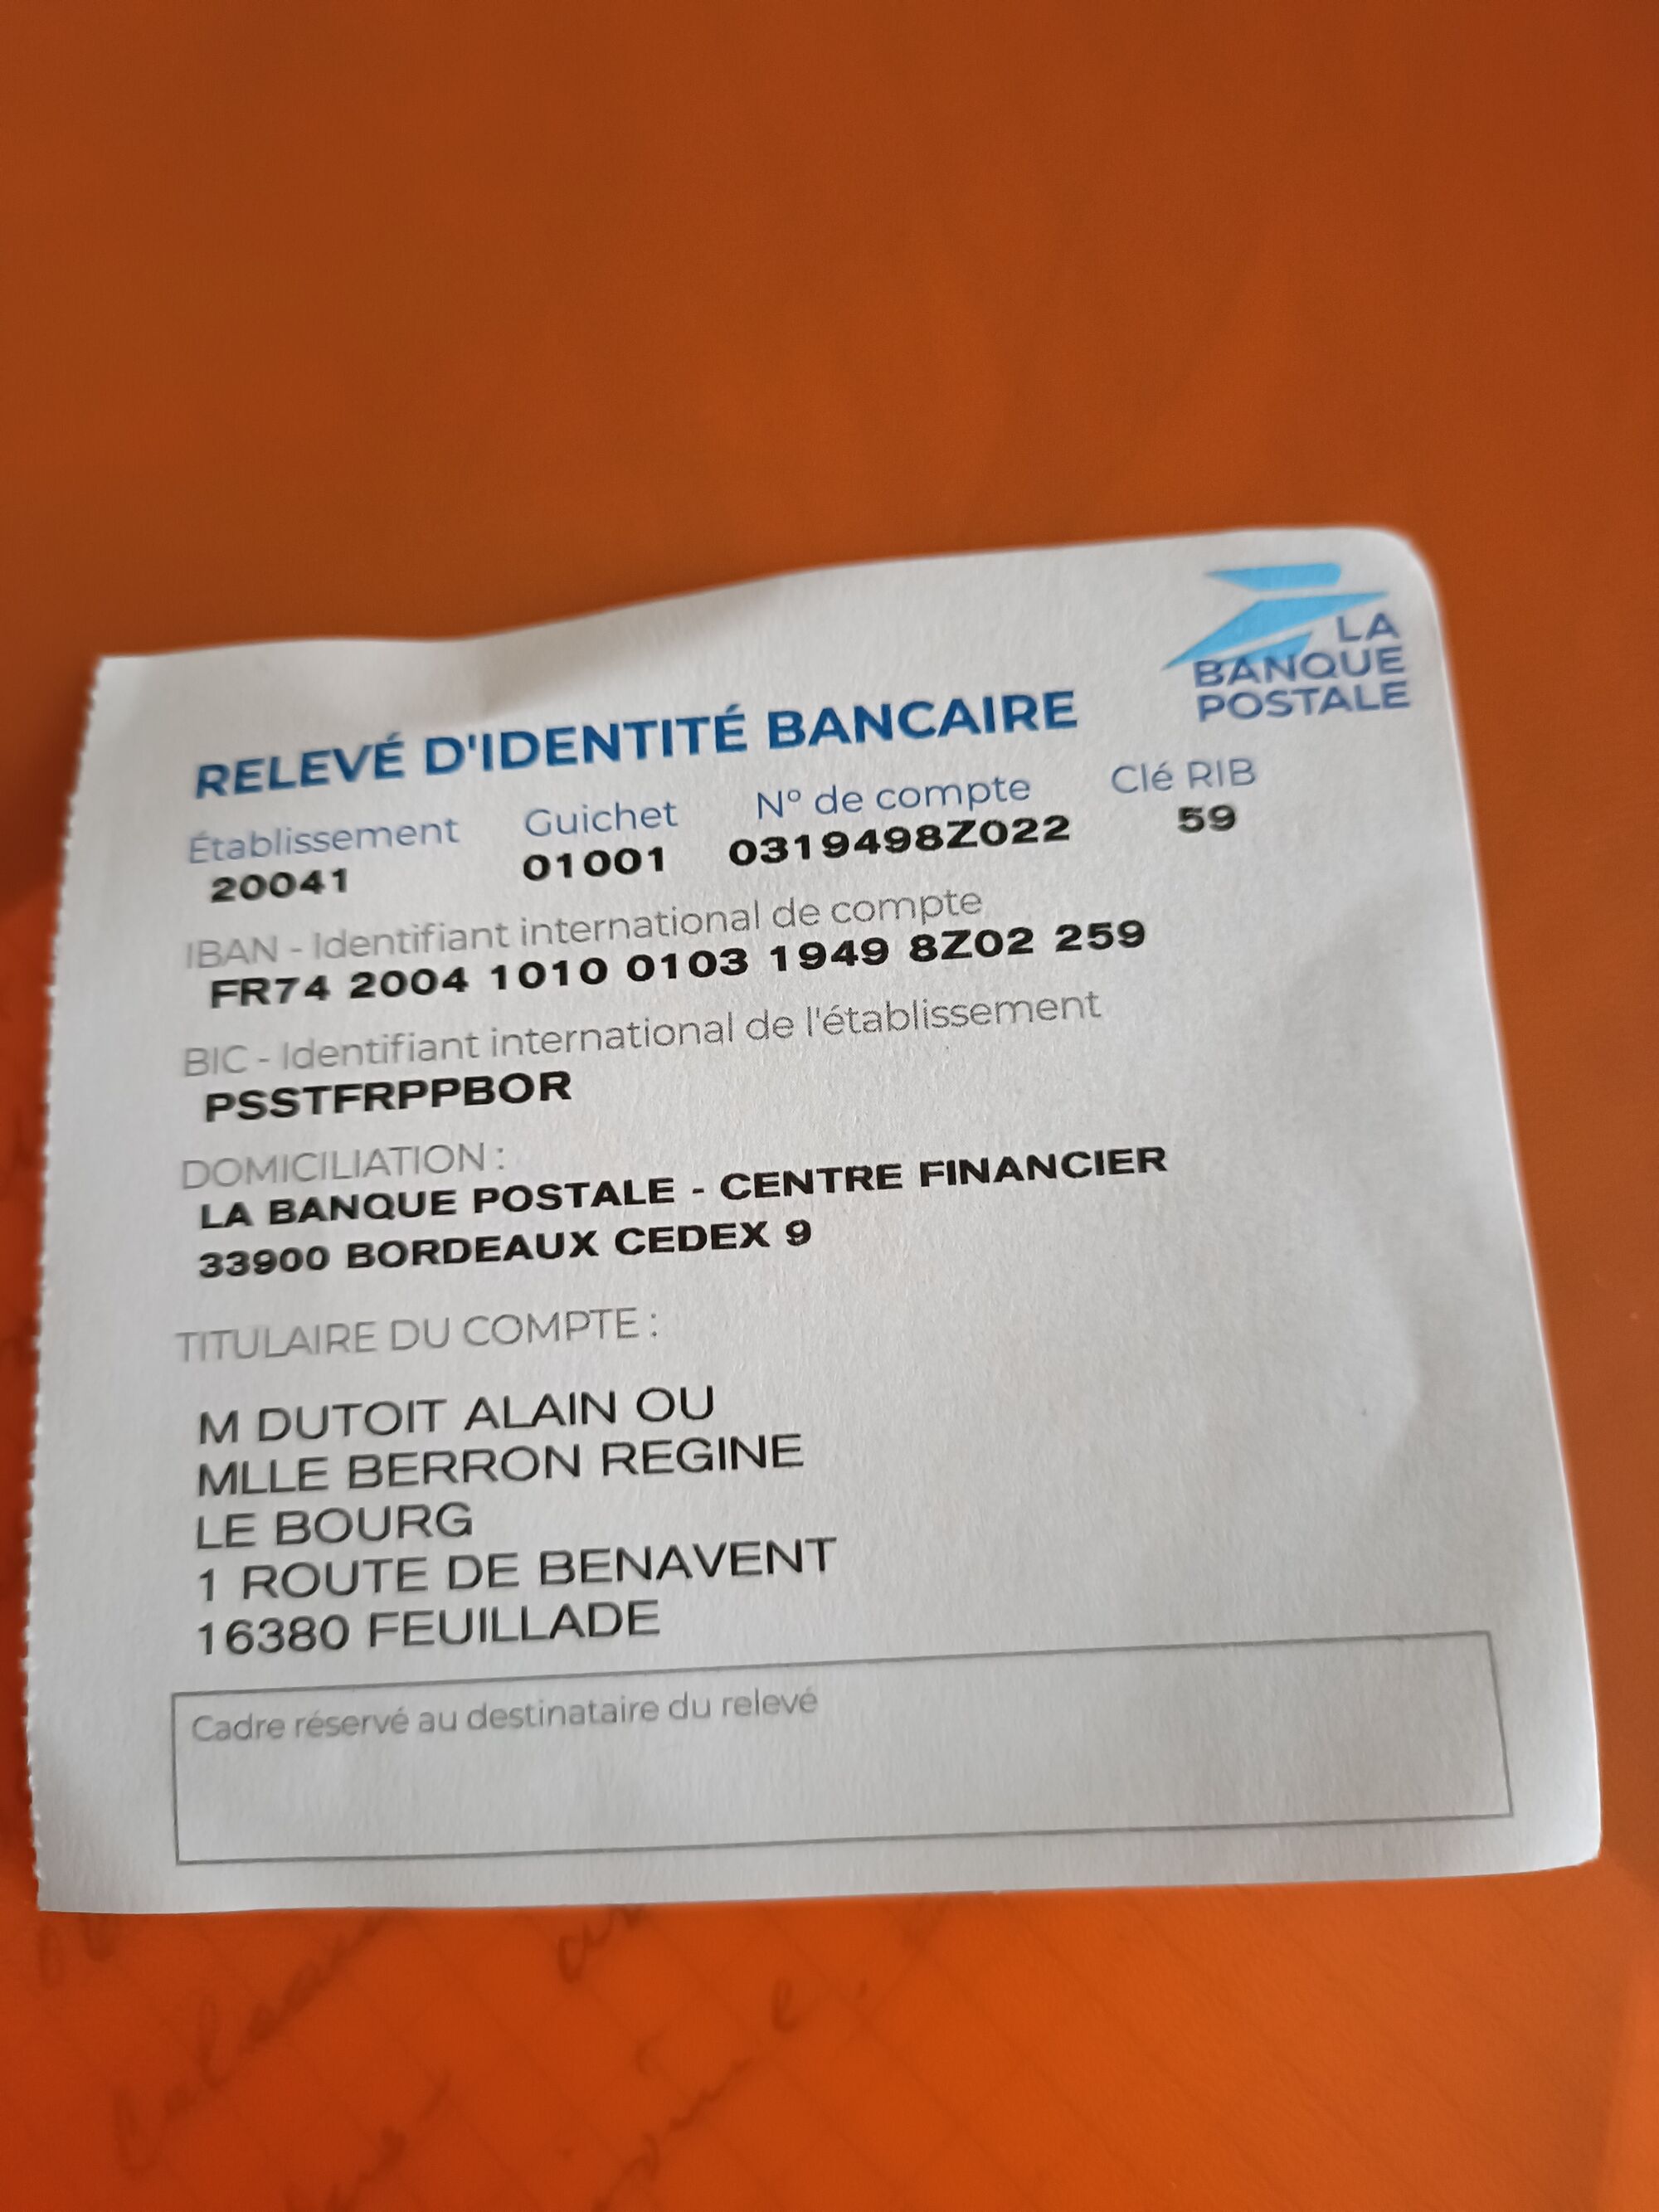 LA
BANQUE
POSTALE
RELEVÉ D'IDENTITÉ BANCAIRE
Établissement Guichet N° de compte Clé RIB
20041 01001 0319498Z022 59
IBAN - Identifiant international de compte
FR74 2004 1010 0103 1949 8Z02 259
BIC - Identifiant international de l'établissement
PSSTFRPPBOR
DOMICILIATION :
LA BANQUE POSTALE - CENTRE FINANCIER
33900 BORDEAUX CEDEX 9
TITULAIRE DU COMPTE :
M DUTOIT ALAIN OU
MLLE BERRON REGINE
LE BOURG
1 ROUTE DE BENAVENT
16380 FEUILLADE
Cadre réservé au destinataire du relevé